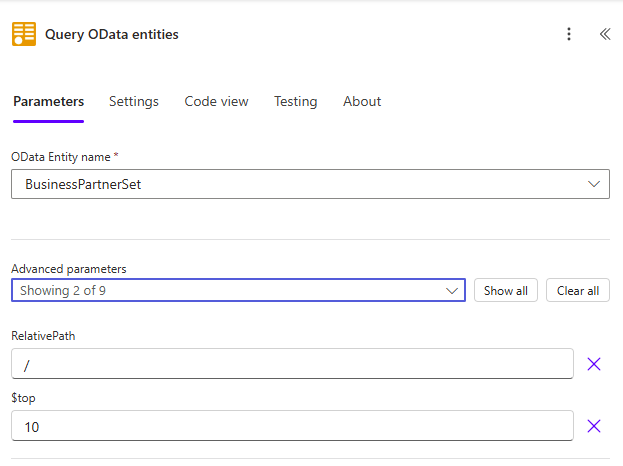 Query OData entities
Parameters Settings Code view Testing About
OData Entity name *
BusinessPartnerSet
Advanced parameters
Showing 2 of 9 Show all Clear all
RelativePath
/
$top
10